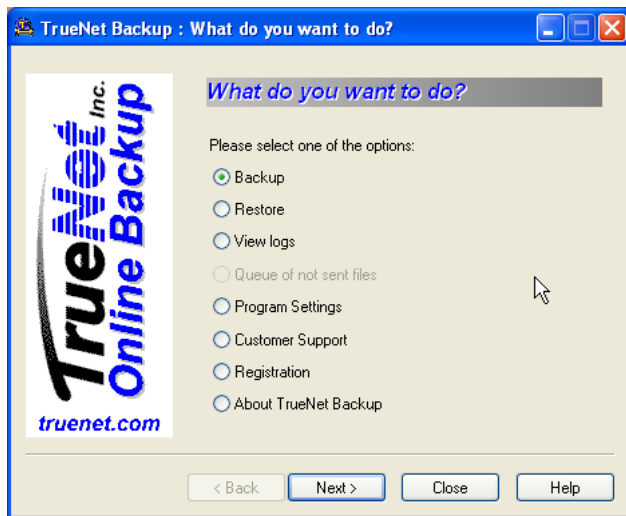 TrueNet Backup : What do you want to do?
TrueNet Inc.
Online Backup
truenet.com
What do you want to do?
Please select one of the options:
Backup
Restore
View logs
Queue of not sent files
Program Settings
Customer Support
Registration
About TrueNet Backup
< Back
Next >
Close
Help